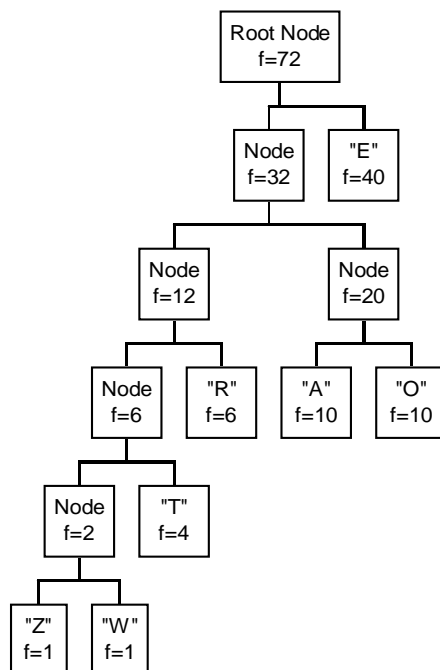 Root Node
f=72
Node
f=32
"E"
f=40
Node
f=12
Node
f=20
Node
f=6
"R"
f=6
"A"
f=10
"O"
f=10
Node
f=2
"T"
f=4
"Z"
f=1
"W"
f=1